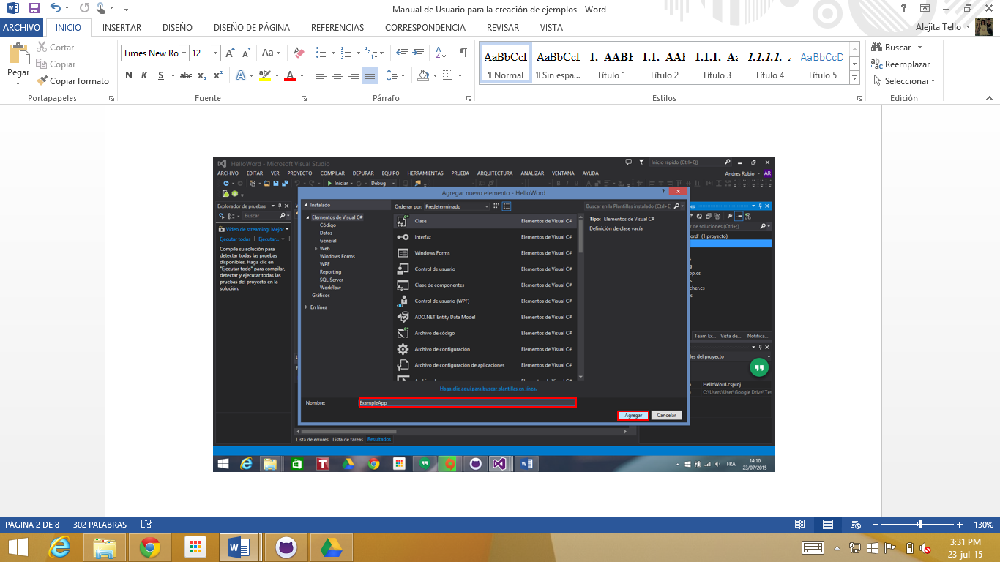 Manual de Usuario para la creación de ejemplos - Word
ARCHIVO INICIO INSERTAR DISEÑO DISEÑO DE PÁGINA REFERENCIAS CORRESPONDENCIA REVISAR VISTA Alejita Tello
Pegar
Cortar
Copiar
Copiar formato
Portapapeles
Times New Ro 12
N K S abc x₂ x²
Fuente
Párrafo
AaBbCcI AaBbCcI 1. AABI 1.1. AAI 1.1.1. Aa 1.1.1.1. A AaBbCcD
¶ Normal ¶ Sin espa... Título 1 Título 2 Título 3 Título 4 Título 5
Estilos
Buscar
Reemplazar
Seleccionar
Edición
HelloWord - Microsoft Visual Studio
Inicio rápido (Ctrl+Q)
ARCHIVO EDITAR VER PROYECTO COMPILAR DEPURAR EQUIPO HERRAMIENTAS PRUEBA ARQUITECTURA ANALIZAR VENTANA AYUDA
Andres Rubio AR
Iniciar Debug
Explorador de pruebas
Buscar
Vídeo de streaming: Mejor
Ejecutar todas Ejecutar...
Compile su solución para
detectar todas las pruebas
disponibles. Haga clic en
"Ejecutar todo" para compilar,
detectar y ejecutar todas las
pruebas del proyecto en la
solución.
Agregar nuevo elemento - HelloWord
Instalado
Elementos de Visual C#
Código
Datos
General
Web
Windows Forms
WPF
Reporting
SQL Server
Workflow
Gráficos
En línea
Ordenar por: Predeterminado
Buscar en la Plantillas instalado (Ctrl+E)
Clase Elementos de Visual C#
Interfaz Elementos de Visual C#
Windows Forms Elementos de Visual C#
Control de usuario Elementos de Visual C#
Clase de componentes Elementos de Visual C#
Control de usuario (WPF) Elementos de Visual C#
ADO.NET Entity Data Model Elementos de Visual C#
Archivo de código Elementos de Visual C#
Archivo de configuración Elementos de Visual C#
Archivo de configuración de aplicaciones Elementos de Visual C#
Tipo: Elementos de Visual C#
Definición de clase vacía
Haga clic aquí para buscar plantillas en línea.
Nombre: ExampleApp
Agregar Cancelar
de soluciones (Ctrl+;)
(1 proyecto)
Team Ex... Vista de... Notifica...
es del proyecto
HelloWord.csproj
C:\Users\User\Google Drive\Tes
Lista de errores Lista de tareas Resultados
FRA
14:10
23/07/2015
PÁGINA 2 DE 8 302 PALABRAS 130%
3:31 PM
23-jul-15